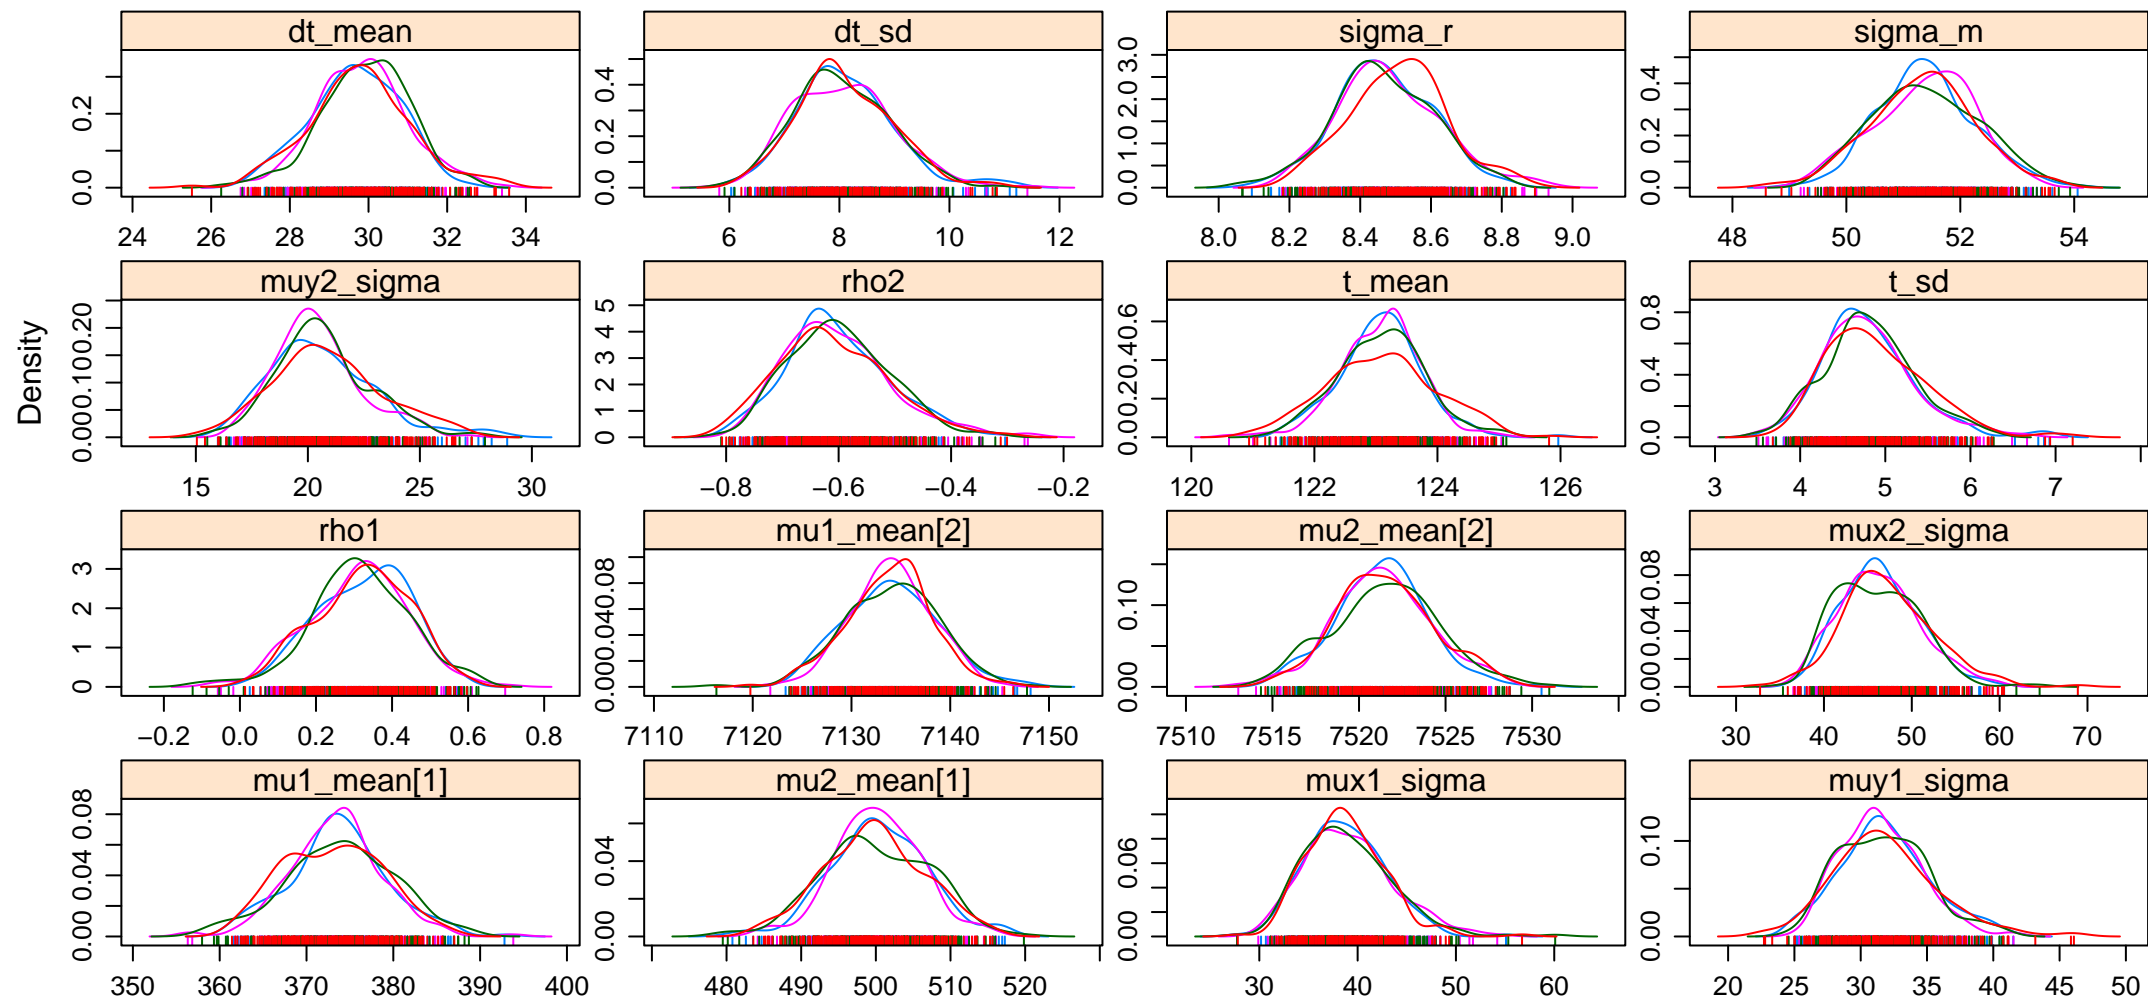 dt_mean dt_sd sigma_r sigma_m
0.0 0.2
0.0 0.2 0.4
0.0 1.0 2.0 3.0
0.0 0.2 0.4
24 26 28 30 32 34
6 8 10 12
8.0 8.2 8.4 8.6 8.8 9.0
48 50 52 54
muy2_sigma rho2 t_mean t_sd
Density
0.00 0.10 0.20
0 1 2 3 4 5
0.0 0.2 0.4 0.6
0.0 0.4 0.8
15 20 25 30
−0.8 −0.6 −0.4 −0.2
120 122 124 126
3 4 5 6 7
rho1 mu1_mean[2] mu2_mean[2] mux2_sigma
0 1 2 3
0.00 0.04 0.08
0.00 0.10
0.00 0.04 0.08
−0.2 0.0 0.2 0.4 0.6 0.8
7110 7120 7130 7140 7150
7510 7515 7520 7525 7530
30 40 50 60 70
mu1_mean[1] mu2_mean[1] mux1_sigma muy1_sigma
0.00 0.04 0.08
0.00 0.04
0.00 0.06
0.00 0.10
350 360 370 380 390 400
480 490 500 510 520
30 40 50 60
20 25 30 35 40 45 50